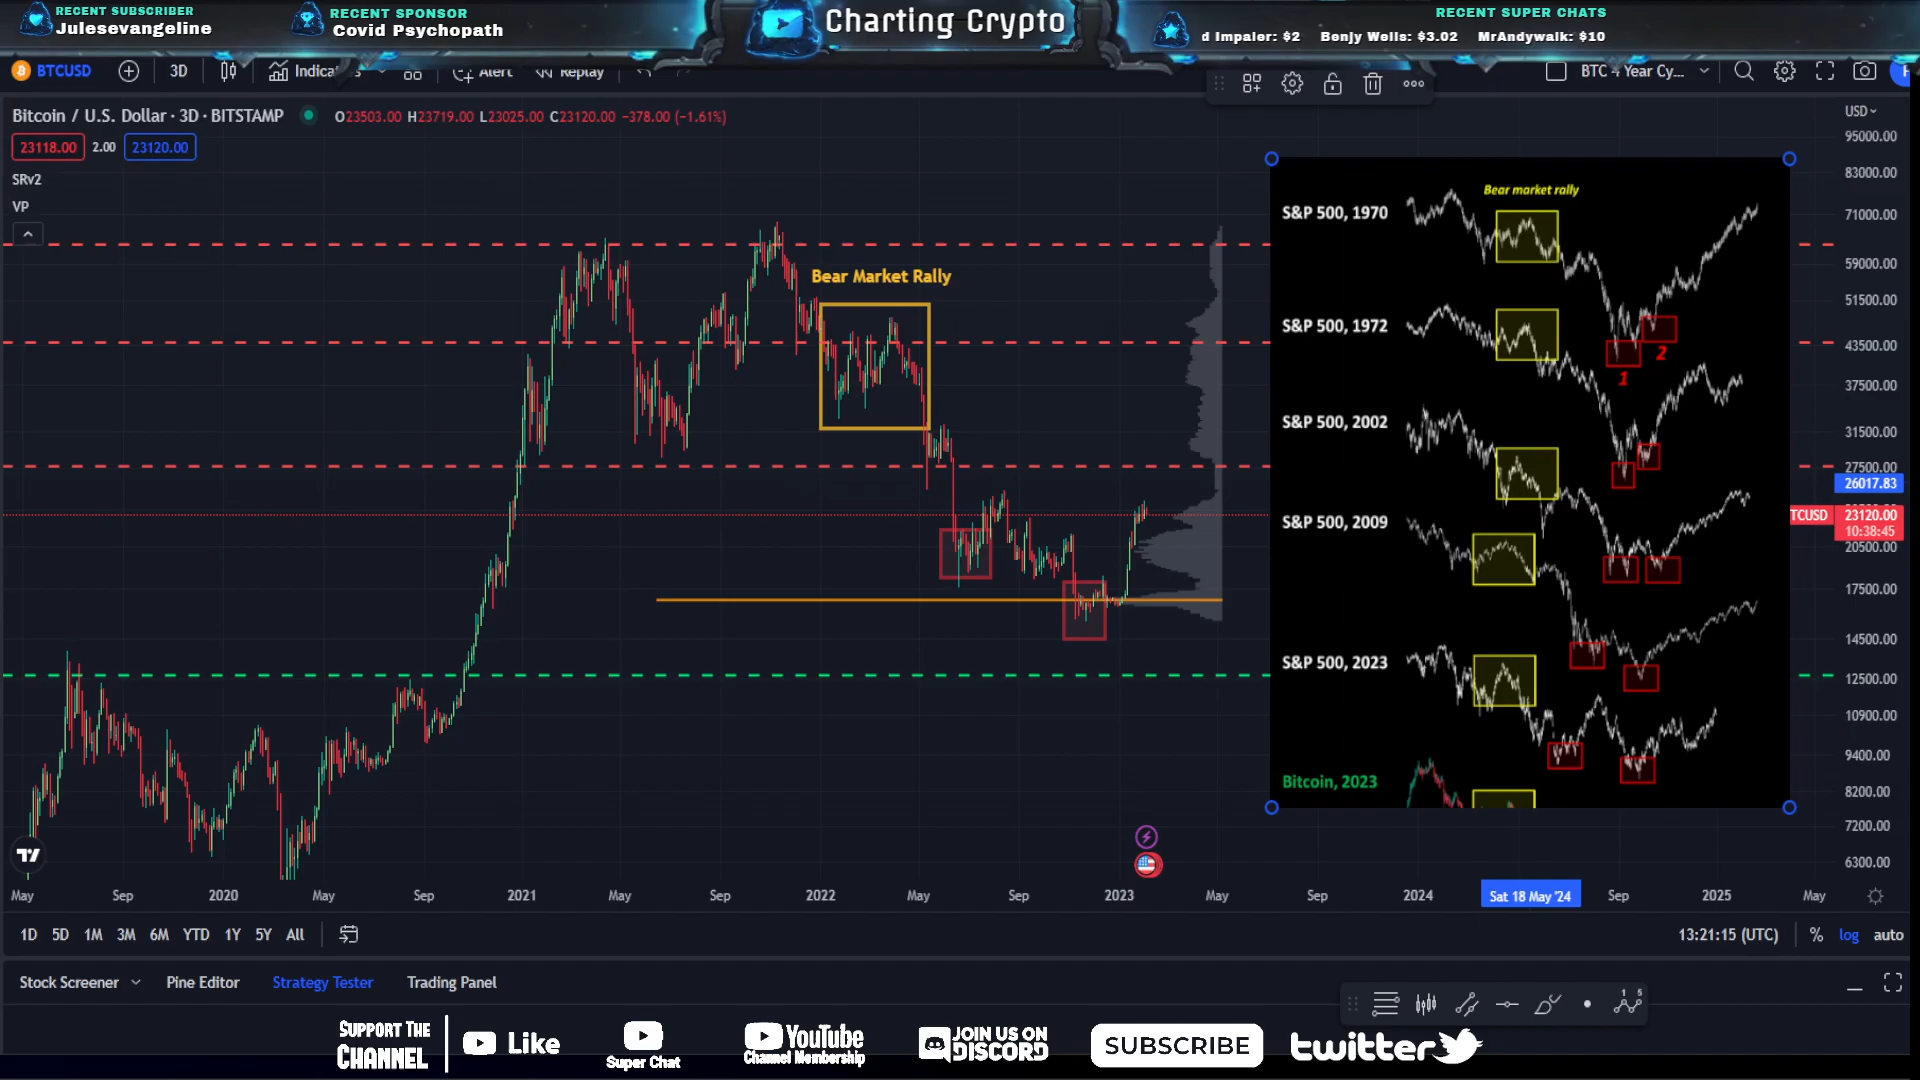 RECENT SUBSCRIBER
Julesevangeline
RECENT SPONSOR
Covid Psychopath
Charting Crypto
RECENT SUPER CHATS
d Impaler: $2 Benjy Wells: $3.02 MrAndywalk: $10
BTCUSD
3D
Alert
Replay
BTC 4 Year Cy...
Bitcoin / U.S. Dollar · 3D · BITSTAMP
O23503.00 H23719.00 L23025.00 C23120.00 −378.00 (−1.61%)
23118.00 2.00 23120.00
SRv2
VP
Bear Market Rally
Bear market rally
S&P 500, 1970
S&P 500, 1972
2
1
S&P 500, 2002
S&P 500, 2009
S&P 500, 2023
Bitcoin, 2023
USD
95000.00
83000.00
71000.00
59000.00
51500.00
43500.00
37500.00
31500.00
27500.00
26017.83
TCUSD 23120.00
10:38:45
20500.00
17500.00
14500.00
12500.00
10900.00
9400.00
8200.00
7200.00
6300.00
May Sep 2020 May Sep 2021 May Sep 2022 May Sep 2023 May Sep 2024 Sat 18 May '24 Sep 2025 May
1D 5D 1M 3M 6M YTD 1Y 5Y All
13:21:15 (UTC) % log auto
Stock Screener Pine Editor Strategy Tester Trading Panel
1 5
SUPPORT THE
CHANNEL
Like
Super Chat
YouTube
Channel Membership
JOIN US ON
DISCORD
SUBSCRIBE
twitter